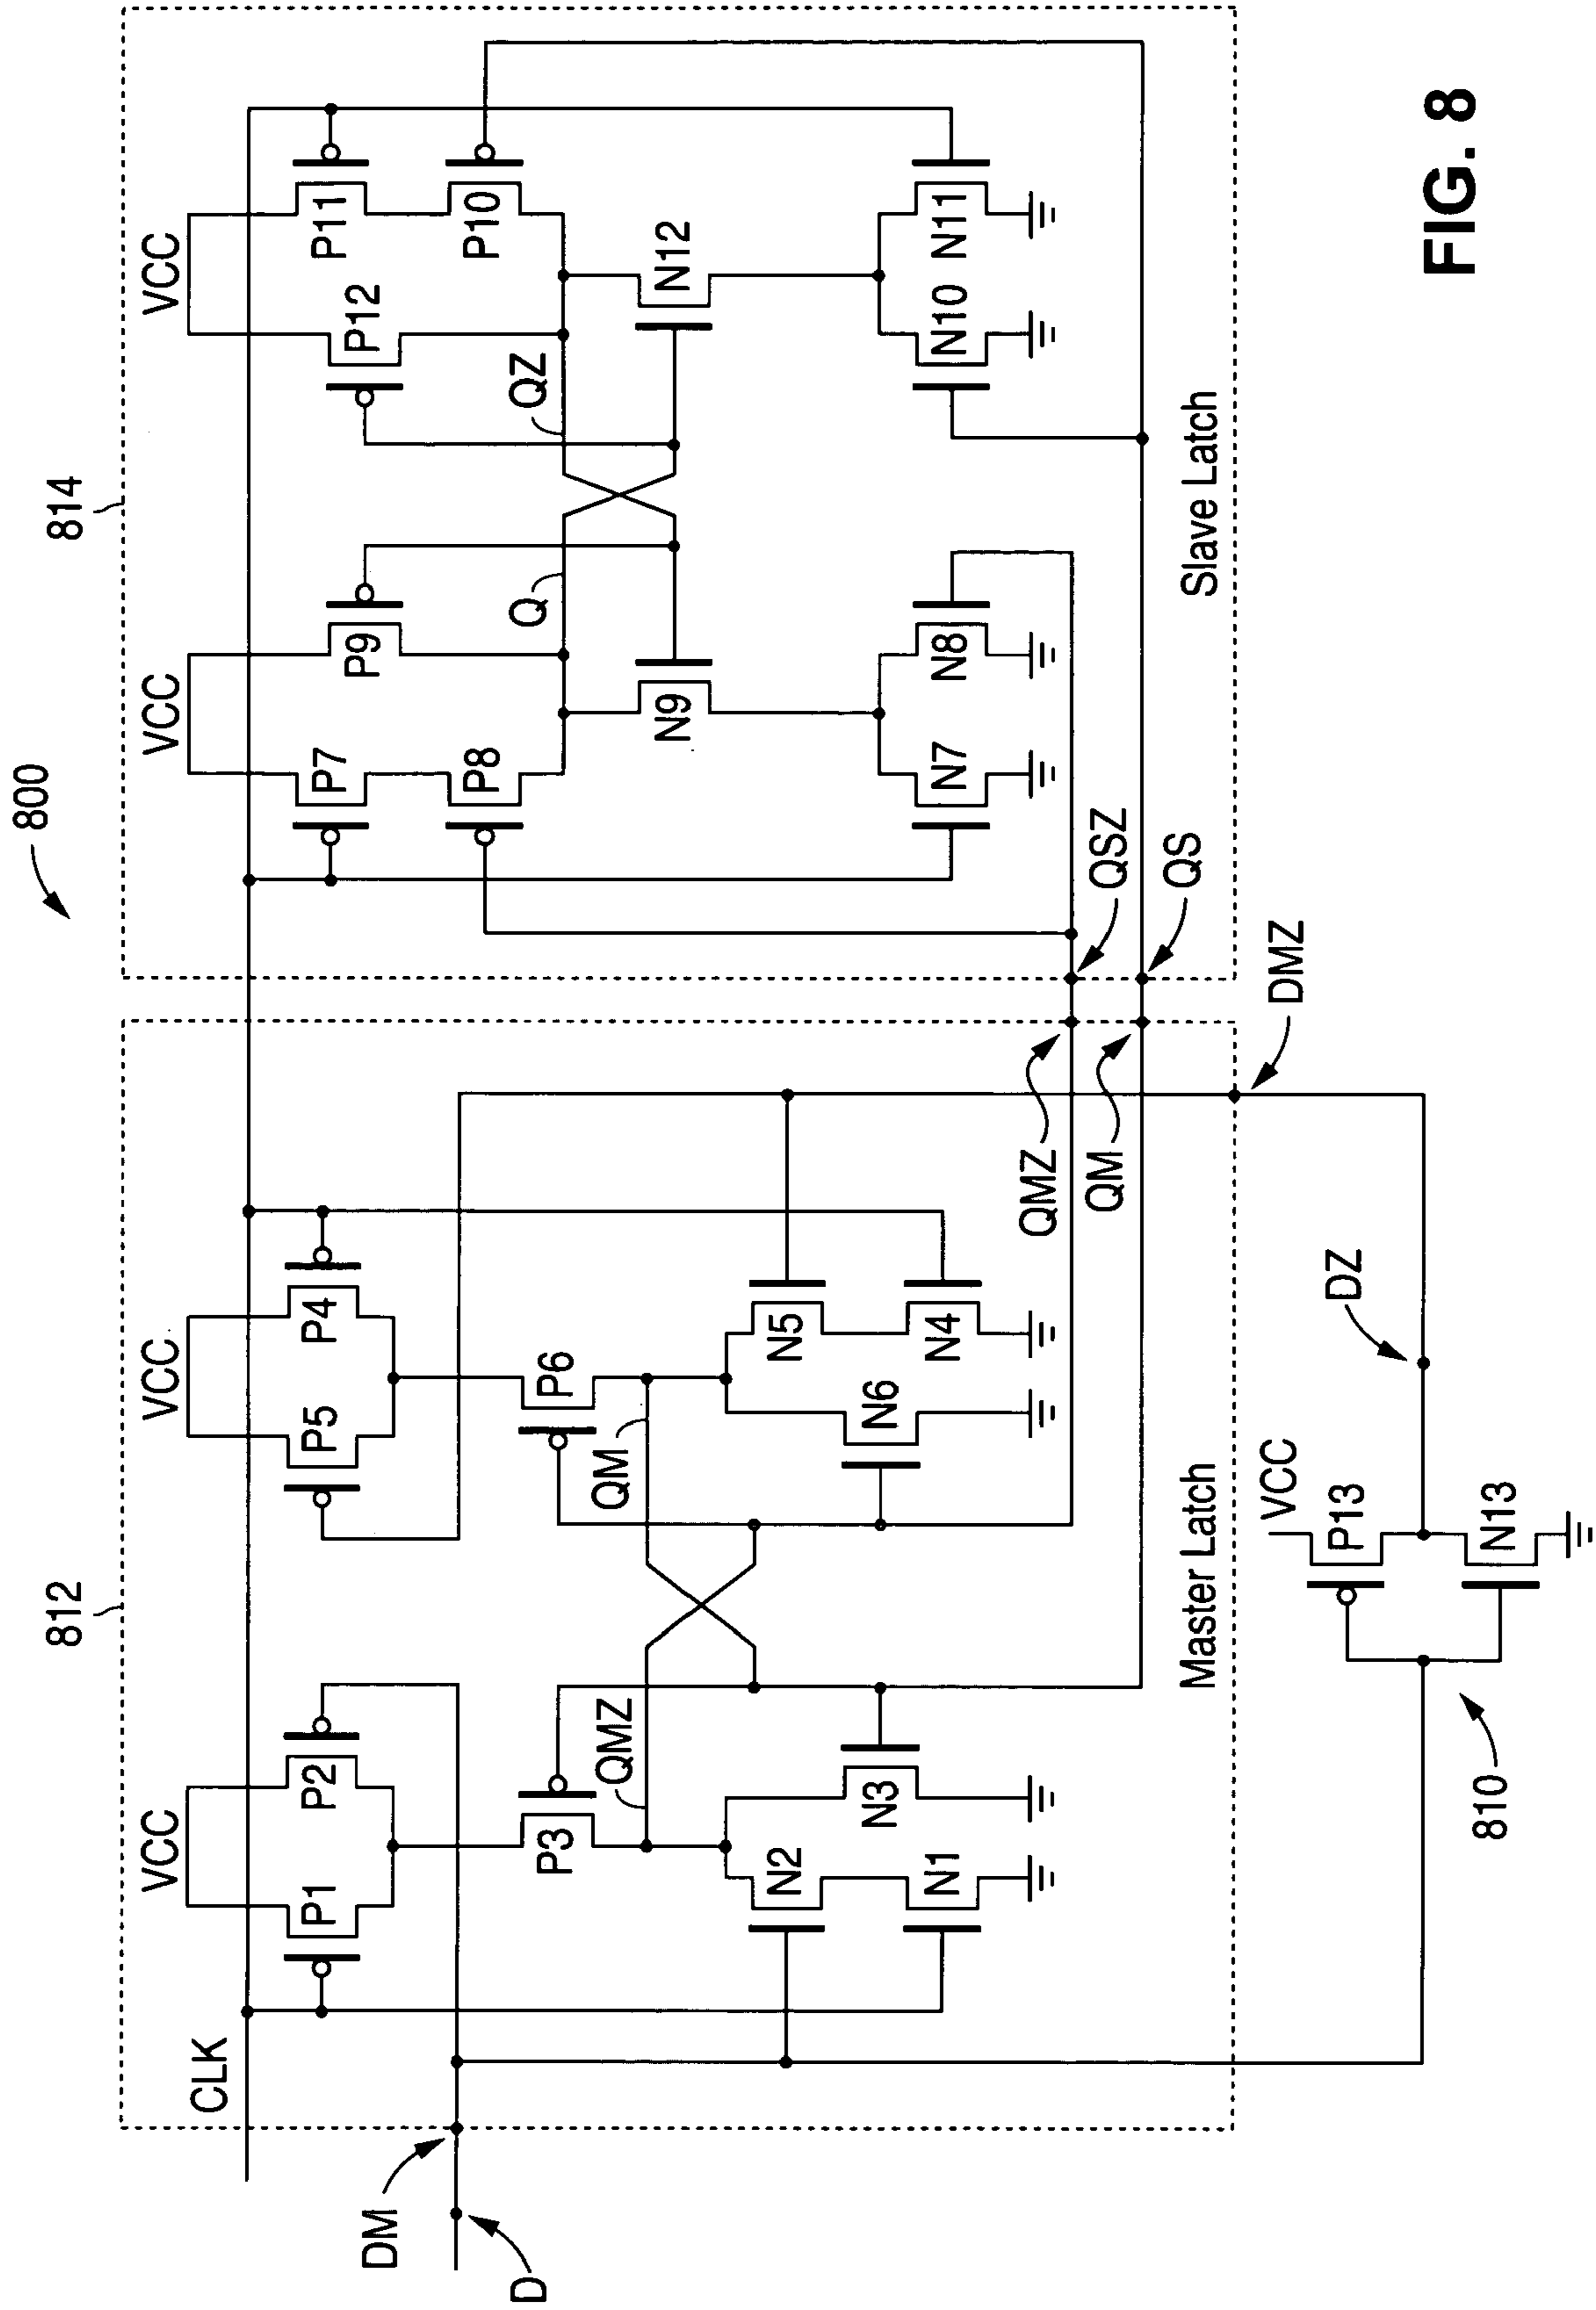 800
812
814
CLK
VCC
VCC
VCC
VCC
P1
P2
P5
P4
P7
P9
P12
P11
DM
D
P3
P6
P8
P10
QMZ
QM
Q
QZ
N2
N3
N6
N5
N9
N12
N1
N4
N7
N8
N10
N11
QMZ
QM
QSZ
QS
Master Latch
Slave Latch
DMZ
VCC
P13
DZ
N13
810
FIG. 8